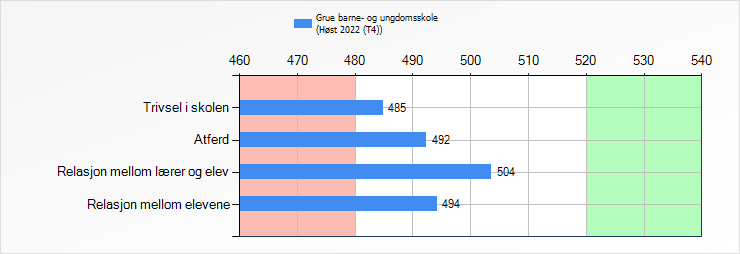 Grue barne- og ungdomsskole
(Høst 2022 (T4))
460 470 480 490 500 510 520 530 540
Trivsel i skolen 485
Atferd 492
Relasjon mellom lærer og elev 504
Relasjon mellom elevene 494